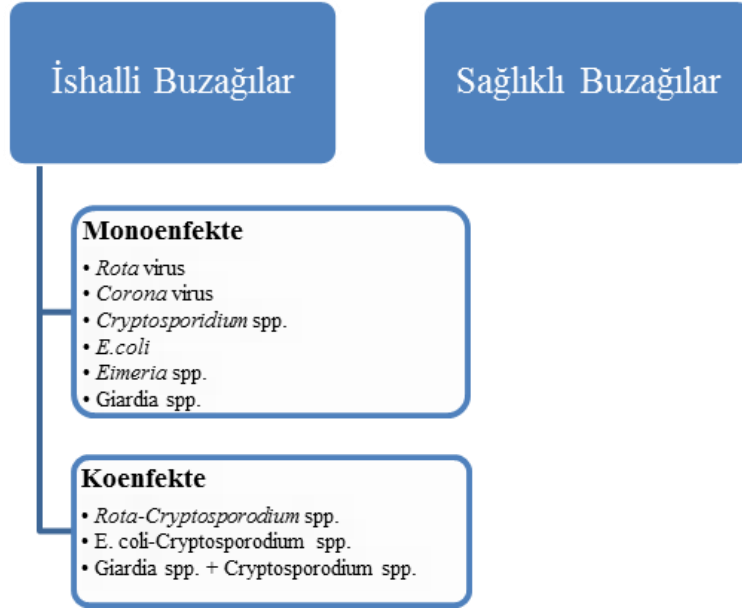 İshalli Buzağılar
Sağlıklı Buzağılar
Monoenfekte
• Rota virus
• Corona virus
• Cryptosporidium spp.
• E.coli
• Eimeria spp.
• Giardia spp.
Koenfekte
• Rota-Cryptosporodium spp.
• E. coli-Cryptosporodium spp.
• Giardia spp. + Cryptosporodium spp.